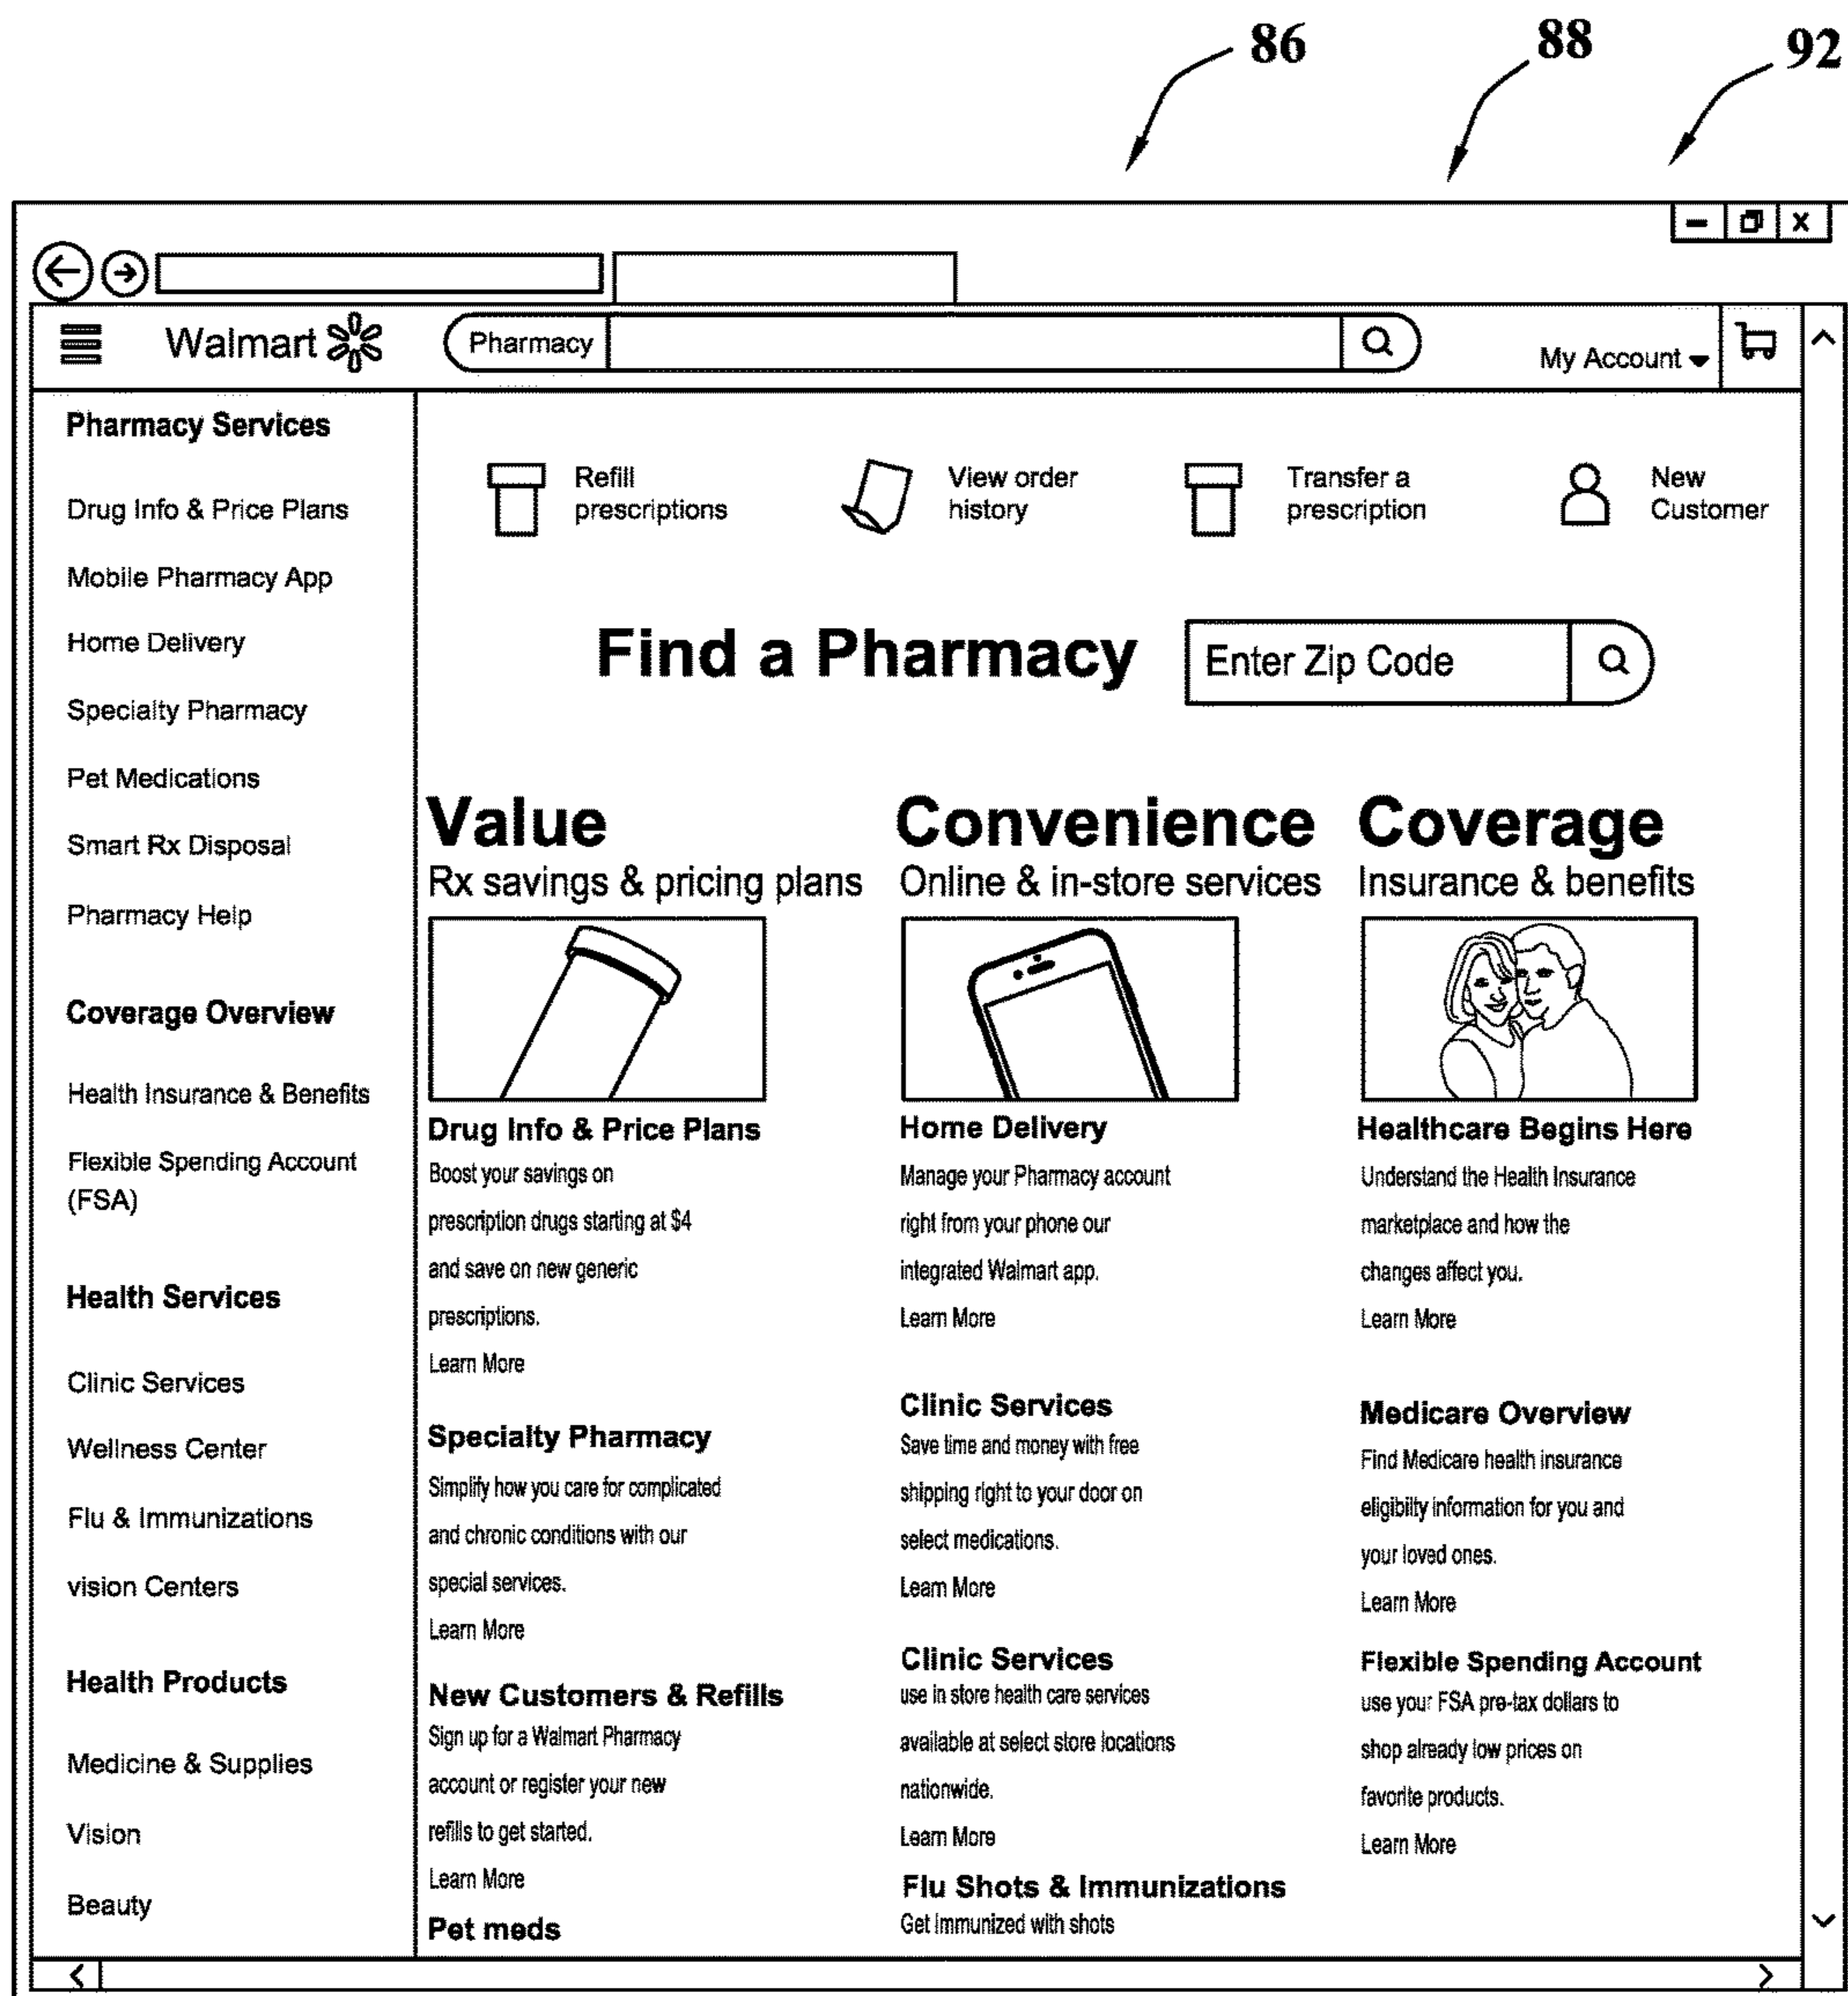 86
88
92
Walmart
Pharmacy
My Account
Pharmacy Services
Drug Info & Price Plans
Mobile Pharmacy App
Home Delivery
Specialty Pharmacy
Pet Medications
Smart Rx Disposal
Pharmacy Help
Coverage Overview
Health Insurance & Benefits
Flexible Spending Account
(FSA)
Health Services
Clinic Services
Wellness Center
Flu & Immunizations
vision Centers
Health Products
Medicine & Supplies
Vision
Beauty
Refill
prescriptions
View order
history
Transfer a
prescription
New
Customer
Find a Pharmacy
Enter Zip Code
Value
Rx savings & pricing plans
Drug Info & Price Plans
Boost your savings on
prescription drugs starting at $4
and save on new generic
prescriptions.
Learn More
Specialty Pharmacy
Simplify how you care for complicated
and chronic conditions with our
special services.
Learn More
New Customers & Refills
Sign up for a Walmart Pharmacy
account or register your new
refills to get started.
Learn More
Pet meds
Convenience
Online & in-store services
Home Delivery
Manage your Pharmacy account
right from your phone our
integrated Walmart app.
Learn More
Clinic Services
Save time and money with free
shipping right to your door on
select medications.
Learn More
Clinic Services
use in store health care services
available at select store locations
nationwide.
Learn More
Flu Shots & Immunizations
Get Immunized with shots
Coverage
Insurance & benefits
Healthcare Begins Here
Understand the Health Insurance
marketplace and how the
changes affect you.
Learn More
Medicare Overview
Find Medicare health insurance
eligibilty information for you and
your loved ones.
Learn More
Flexible Spending Account
use your FSA pre-tax dollars to
shop already low prices on
favorite products.
Learn More